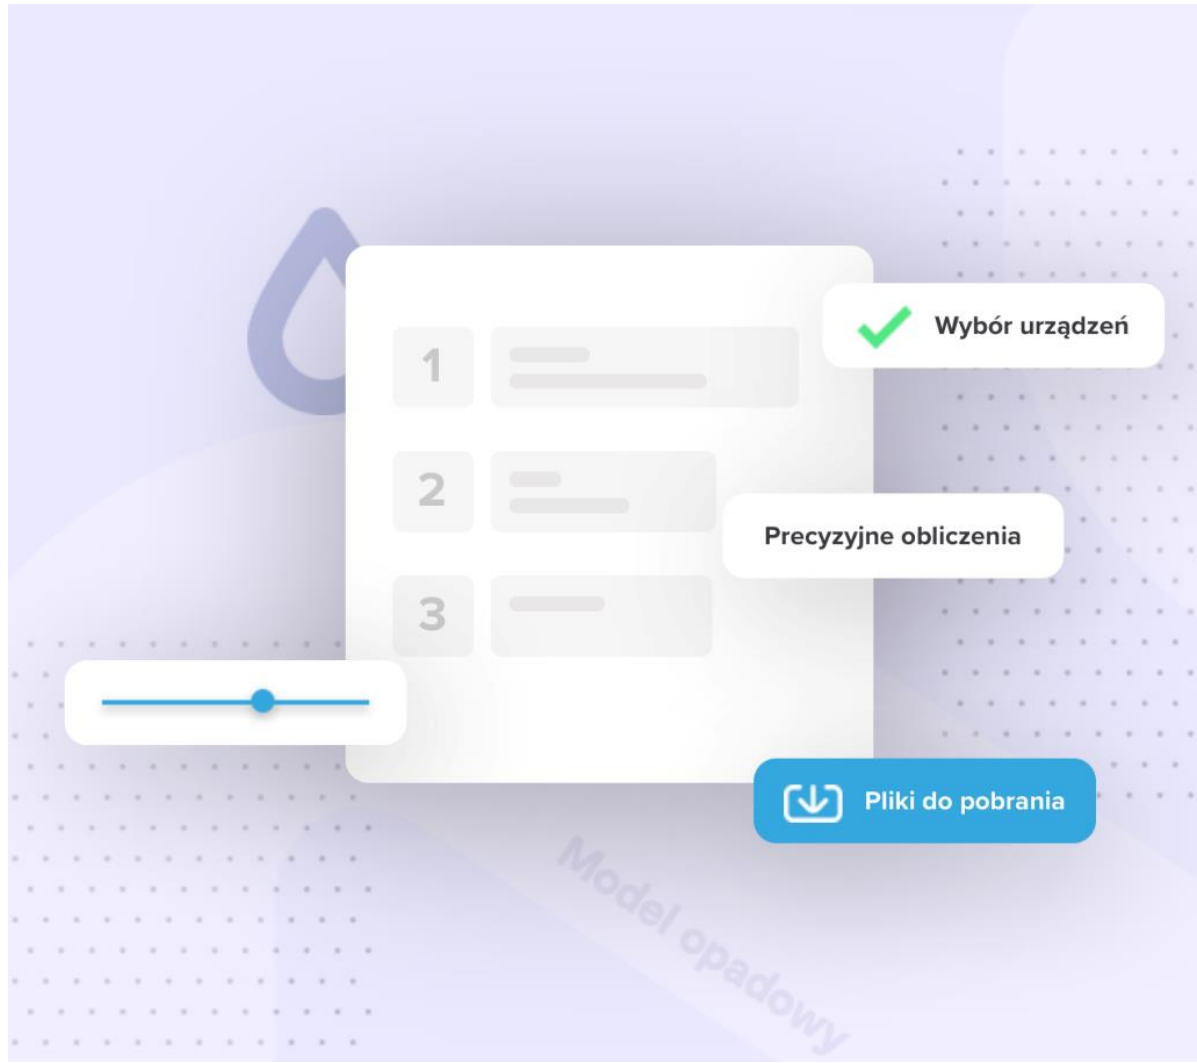 Wybór urządzeń
1
2
Precyzyjne obliczenia
3
Pliki do pobrania
Model opadowy